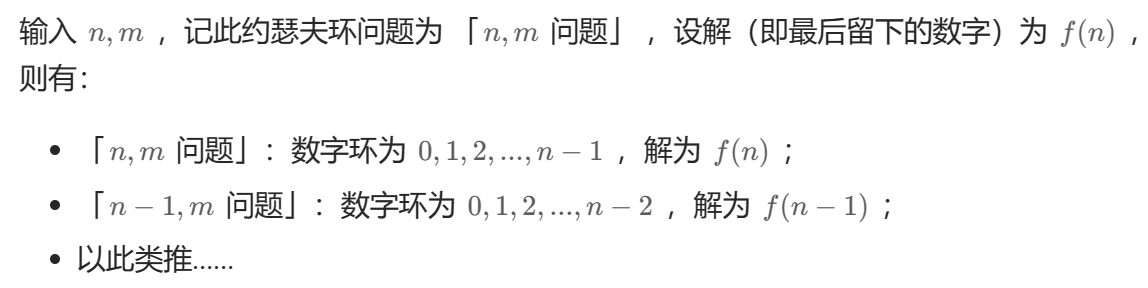 输入 n, m ，记此约瑟夫环问题为 「n, m 问题」 ，设解（即最后留下的数字）为 f(n) ，
则有：
• 「n, m 问题」：数字环为 0, 1, 2, ..., n − 1 ，解为 f(n) ；
• 「n − 1, m 问题」：数字环为 0, 1, 2, ..., n − 2 ，解为 f(n − 1) ；
• 以此类推……